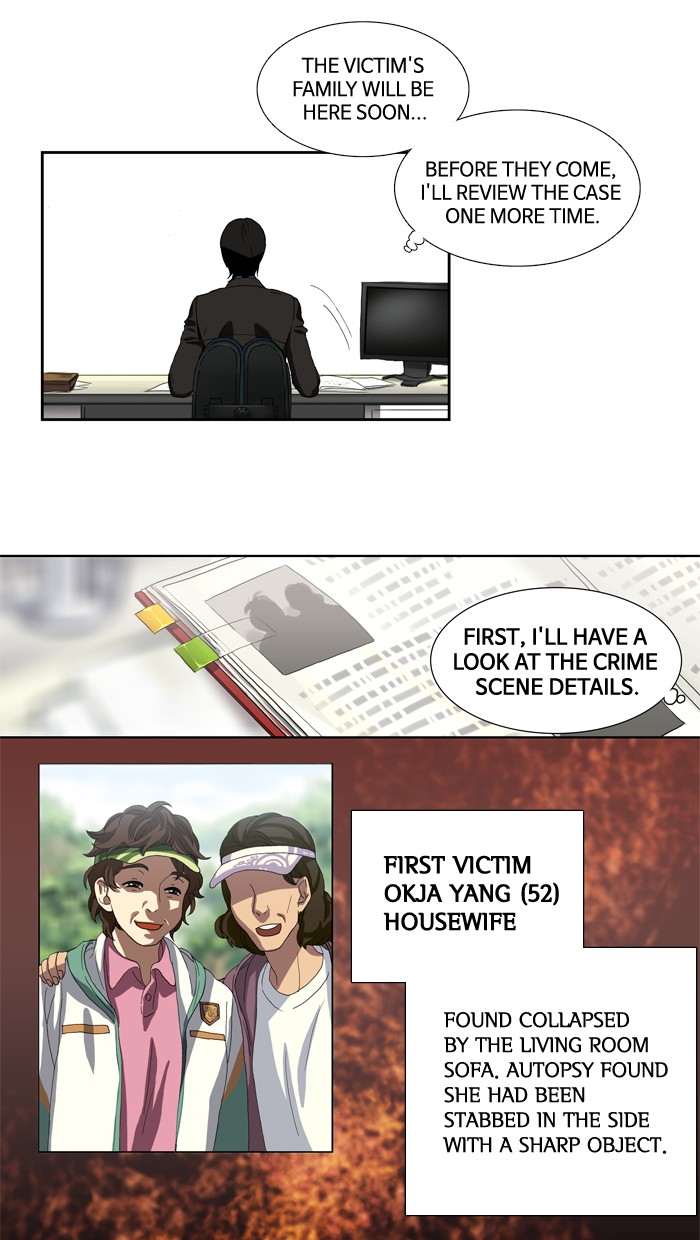 THE VICTIM'S
FAMILY WILL BE
HERE SOON...
BEFORE THEY COME,
I'LL REVIEW THE CASE
ONE MORE TIME.
FIRST, I'LL HAVE A
LOOK AT THE CRIME
SCENE DETAILS.
FIRST VICTIM
OKJA YANG (52)
HOUSEWIFE
FOUND COLLAPSED
BY THE LIVING ROOM
SOFA. AUTOPSY FOUND
SHE HAD BEEN
STABBED IN THE SIDE
WITH A SHARP OBJECT.